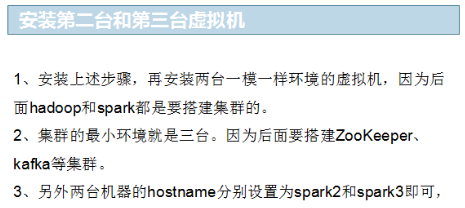 安装第二台和第三台虚拟机
1、安装上述步骤，再安装两台一模一样环境的虚拟机，因为后
面hadoop和spark都是要搭建集群的。
2、集群的最小环境就是三台。因为后面要搭建ZooKeeper、
kafka等集群。
3、另外两台机器的hostname分别设置为spark2和spark3即可，